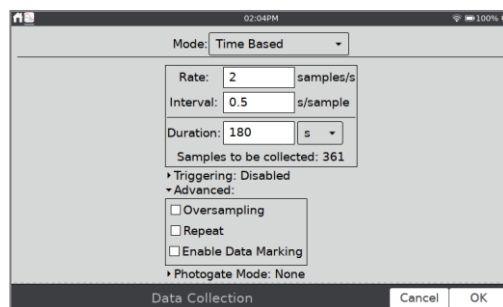 02:04PM 100%
Mode: Time Based
Rate: 2 samples/s
Interval: 0.5 s/sample
Duration: 180 s
Samples to be collected: 361
Triggering: Disabled
Advanced:
Oversampling
Repeat
Enable Data Marking
Photogate Mode: None
Data Collection Cancel OK